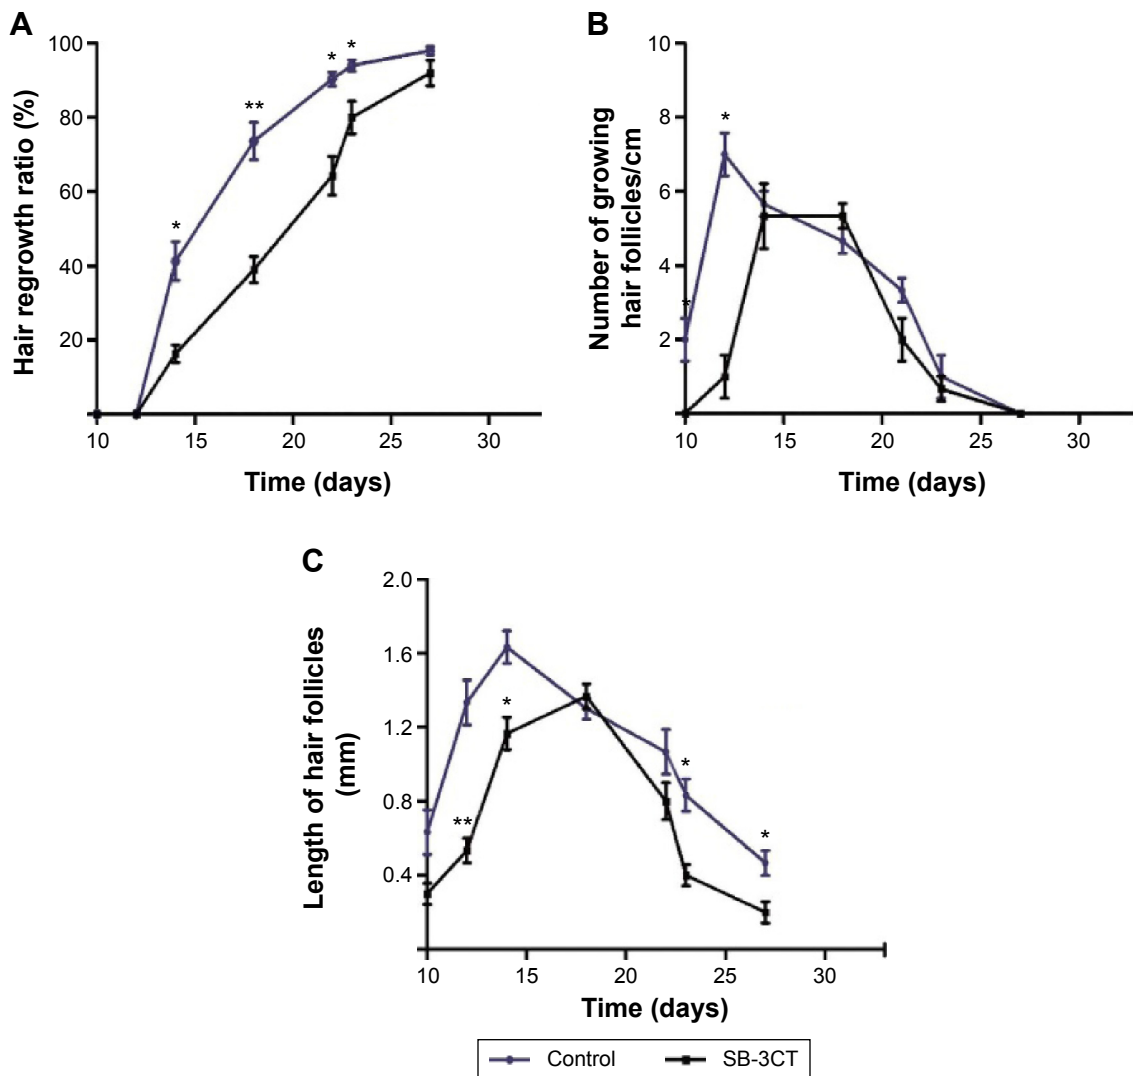 A
Hair regrowth ratio (%)
100
80
60
40
20
*
**
*
*
10 15 20 25 30
Time (days)
B
Number of growing
hair follicles/cm
10
8
6
4
2
*
*
10 15 20 25 30
Time (days)
C
Length of hair follicles
(mm)
2.0
1.6
1.2
0.8
0.4
**
*
*
*
10 15 20 25 30
Time (days)
Control SB-3CT